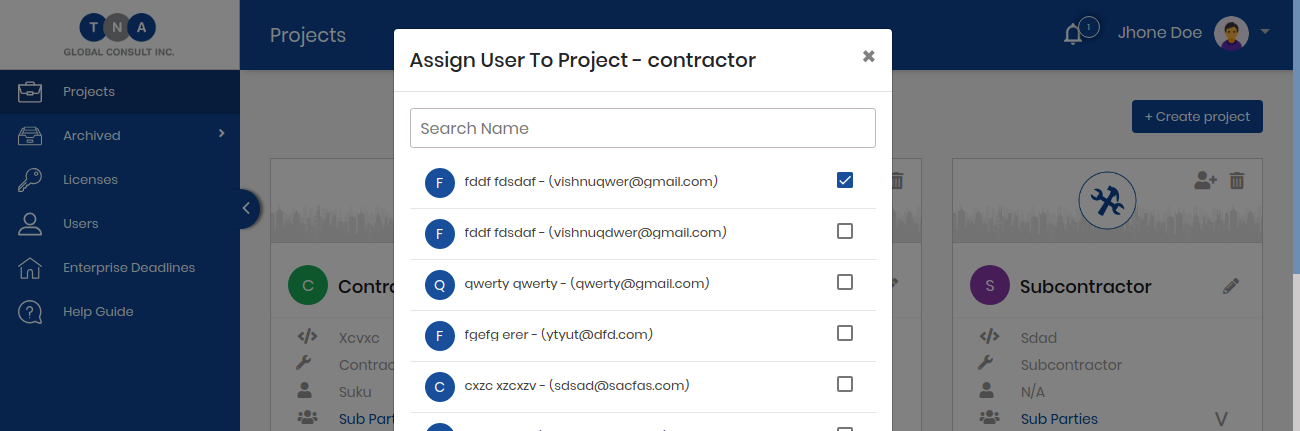 TNA
GLOBAL CONSULT INC.
Projects
1
Jhone Doe
Projects
Archived
Licenses
Users
Enterprise Deadlines
Help Guide
+ Create project
Assign User To Project - contractor
Search Name
F fddf fdsdaf - (vishnuqwer@gmail.com)
F fddf fdsdaf - (vishnuqdwer@gmail.com)
Q qwerty qwerty - (qwerty@gmail.com)
F fgefg erer - (ytyut@dfd.com)
C cxzc xzcxzv - (sdsad@sacfas.com)
C Contr
Xcvxc
Contrac
Suku
Sub Part
S Subcontractor
Sdad
Subcontractor
N/A
Sub Parties
V